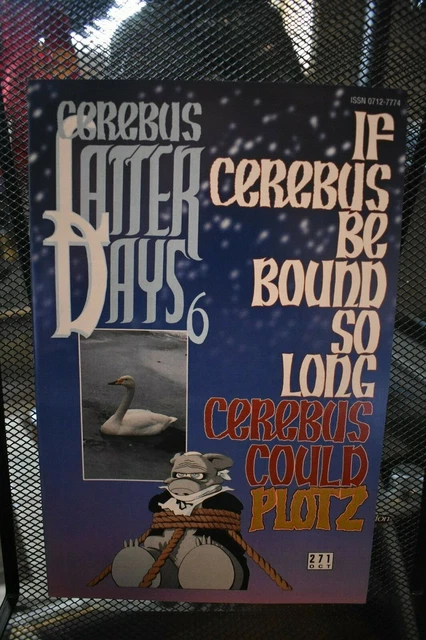 ISSN 0712-7774
CEREBUS
LATTER
DAYS
6
IF
CEREBUS
BE
BOUND
SO
LONG
CEREBUS
COULD
PLOTZ
271
OCT